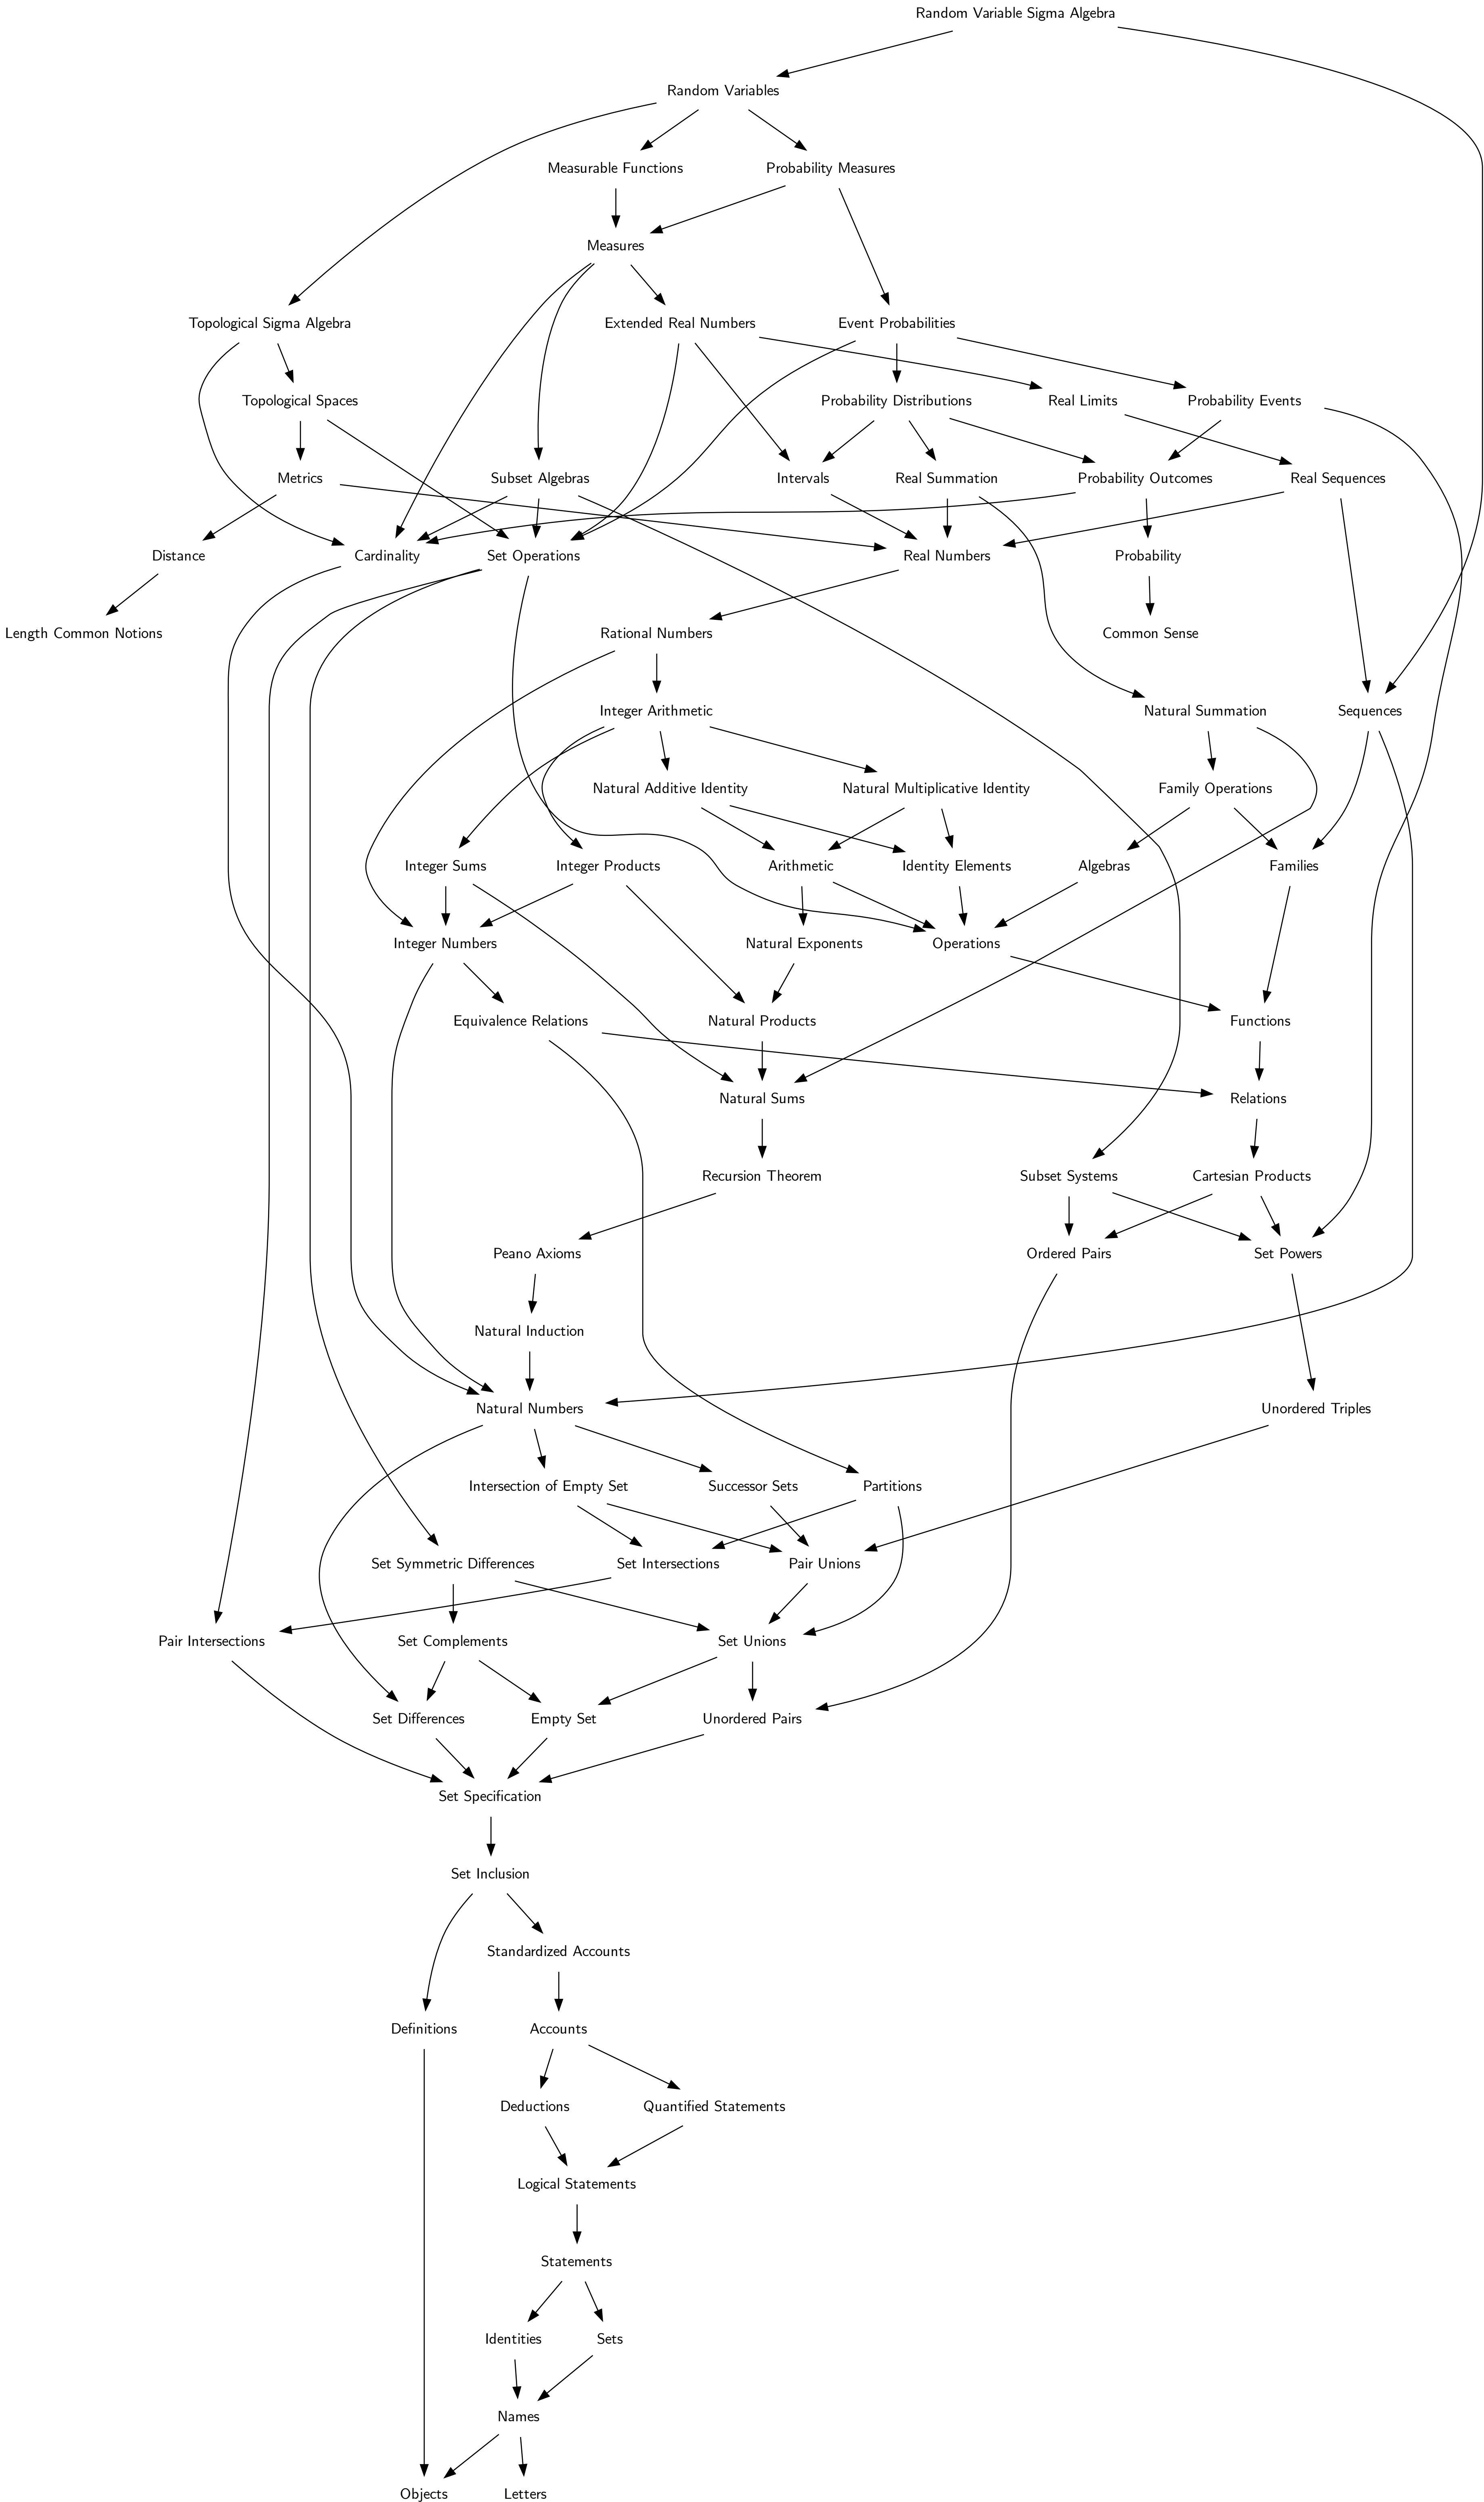 Random Variable Sigma Algebra
Random Variables
Measurable Functions
Probability Measures
Measures
Topological Sigma Algebra
Extended Real Numbers
Event Probabilities
Topological Spaces
Probability Distributions
Real Limits
Probability Events
Metrics
Subset Algebras
Intervals
Real Summation
Probability Outcomes
Real Sequences
Distance
Cardinality
Set Operations
Real Numbers
Probability
Length Common Notions
Rational Numbers
Common Sense
Integer Arithmetic
Natural Summation
Sequences
Natural Additive Identity
Natural Multiplicative Identity
Family Operations
Integer Sums
Integer Products
Arithmetic
Identity Elements
Algebras
Families
Integer Numbers
Natural Exponents
Operations
Equivalence Relations
Natural Products
Functions
Natural Sums
Relations
Recursion Theorem
Subset Systems
Cartesian Products
Peano Axioms
Ordered Pairs
Set Powers
Natural Induction
Natural Numbers
Unordered Triples
Intersection of Empty Set
Successor Sets
Partitions
Set Symmetric Differences
Set Intersections
Pair Unions
Pair Intersections
Set Complements
Set Unions
Set Differences
Empty Set
Unordered Pairs
Set Specification
Set Inclusion
Standardized Accounts
Definitions
Accounts
Deductions
Quantified Statements
Logical Statements
Statements
Identities
Sets
Names
Objects
Letters